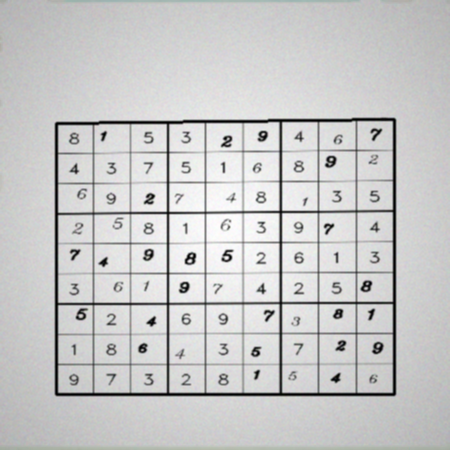 8 1 5 3 2 9 4 6 7
4 3 7 5 1 6 8 9 2
6 9 2 7 4 8 1 3 5
2 5 8 1 6 3 9 7 4
7 4 9 8 5 2 6 1 3
3 6 1 9 7 4 2 5 8
5 2 4 6 9 7 3 8 1
1 8 6 4 3 5 7 2 9
9 7 3 2 8 1 5 4 6